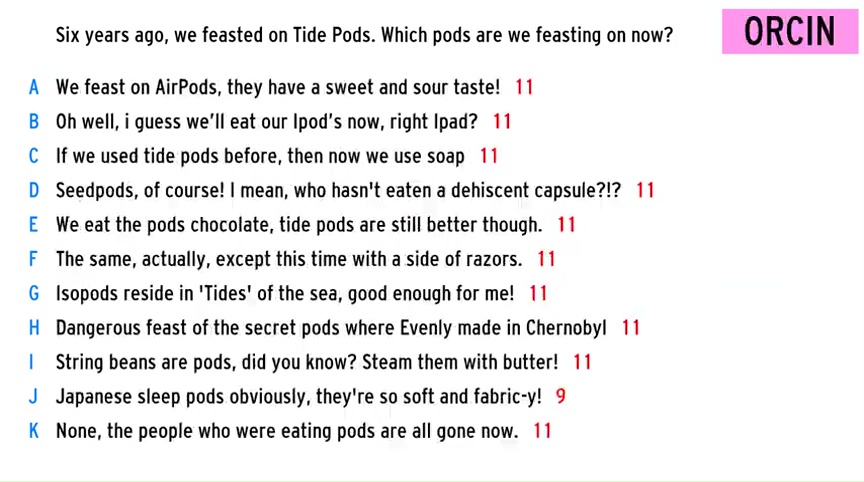 Six years ago, we feasted on Tide Pods. Which pods are we feasting on now?
ORCIN
A We feast on AirPods, they have a sweet and sour taste! 11
B Oh well, i guess we'll eat our Ipod's now, right Ipad? 11
C If we used tide pods before, then now we use soap 11
D Seedpods, of course! I mean, who hasn't eaten a dehiscent capsule?!? 11
E We eat the pods chocolate, tide pods are still better though. 11
F The same, actually, except this time with a side of razors. 11
G Isopods reside in 'Tides' of the sea, good enough for me! 11
H Dangerous feast of the secret pods where Evenly made in Chernobyl 11
I String beans are pods, did you know? Steam them with butter! 11
J Japanese sleep pods obviously, they're so soft and fabric-y! 9
K None, the people who were eating pods are all gone now. 11